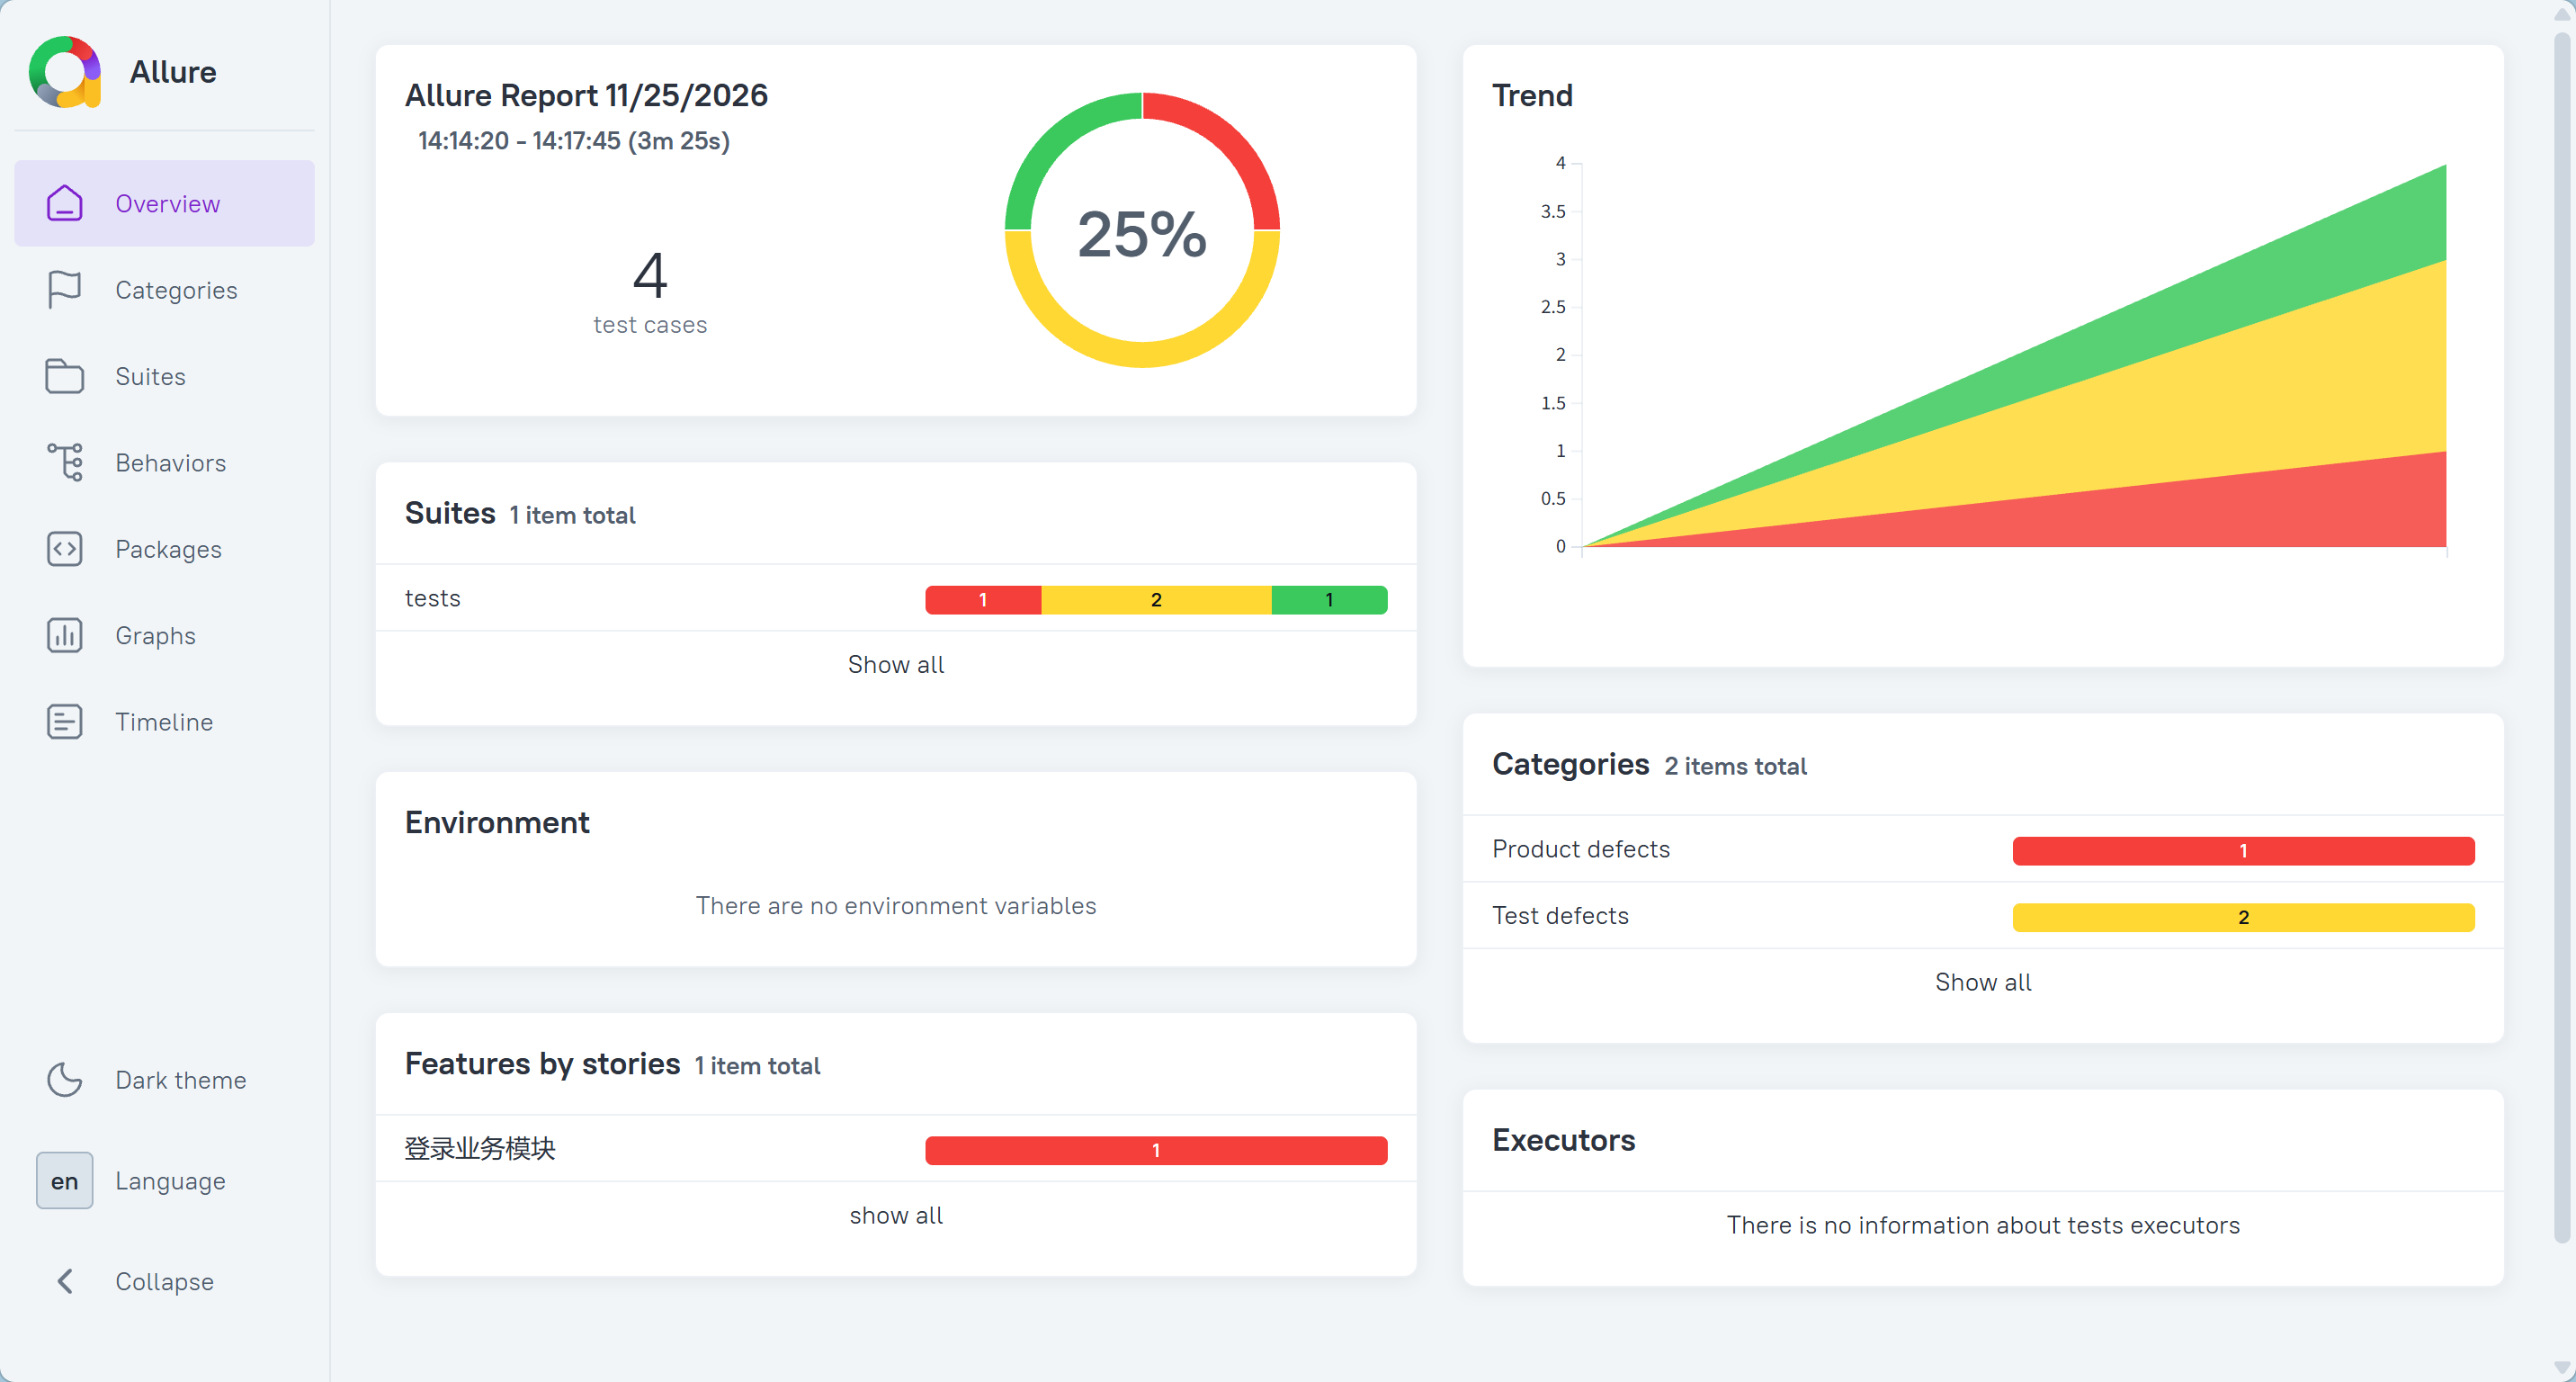 Allure
Overview
Categories
Suites
Behaviors
Packages
Graphs
Timeline
Dark theme
en Language
Collapse
Allure Report 11/25/2026
14:14:20 - 14:17:45 (3m 25s)
4
test cases
25%
Suites 1 item total
tests 1 2 1
Show all
Environment
There are no environment variables
Features by stories 1 item total
登录业务模块 1
show all
Trend
4
3.5
3
2.5
2
1.5
1
0.5
0
Categories 2 items total
Product defects 1
Test defects 2
Show all
Executors
There is no information about tests executors